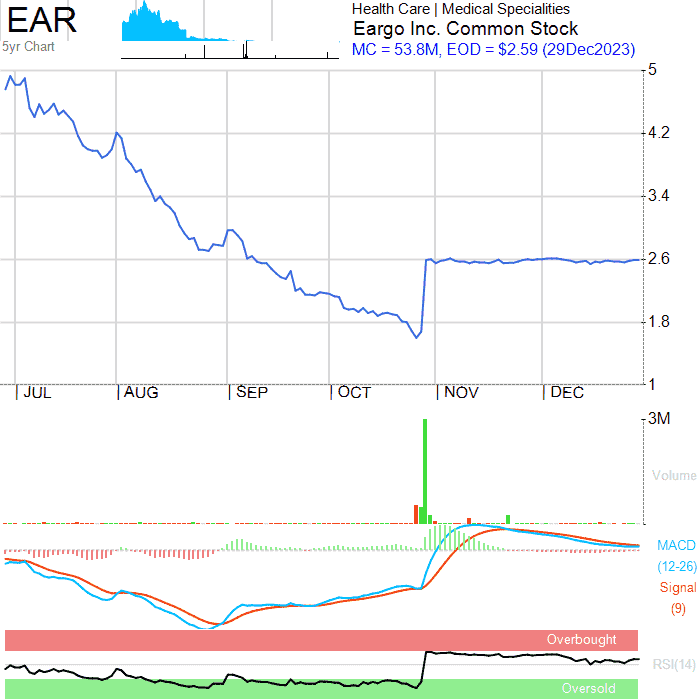 EAR
5yr Chart
Health Care | Medical Specialities
Eargo Inc. Common Stock
MC = 53.8M, EOD = $2.59 (29Dec2023)
5
4.2
3.4
2.6
1.8
1
JUL AUG SEP OCT NOV DEC
3M
Volume
MACD
(12-26)
Signal
(9)
Overbought
RSI(14)
Oversold